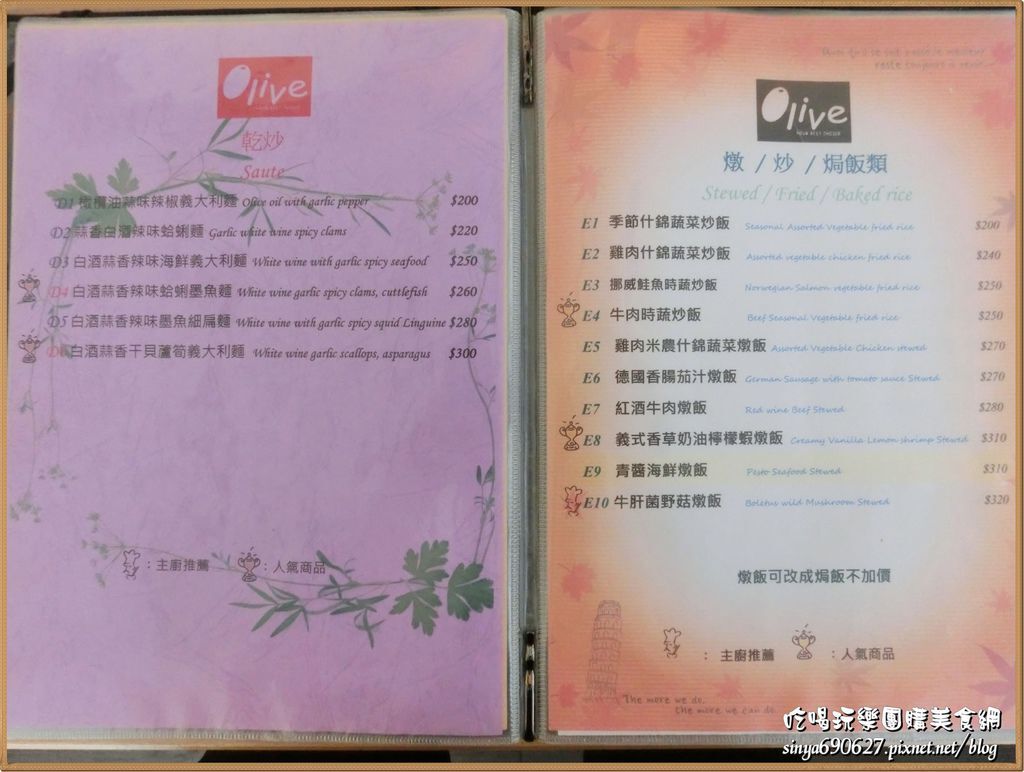 Olive
乾炒
Saute
D1 橄欖油蒜味辣椒義大利麵 Olice oil with garlic pepper $200
D2 蒜香白酒辣味蛤蜊麵 Garlic white wine spicy clams $220
D3 白酒蒜香辣味海鮮義大利麵 White wine with garlic spicy seafood $250
D4 白酒蒜香辣味蛤蜊墨魚麵 White wine garlic spicy clams, cuttlefish $260
D5 白酒蒜香辣味墨魚細扁麵 White wine with garlic spicy squid Linguine $280
D6 白酒蒜香干貝蘆筍義大利麵 White wine garlic scallops, asparagus $300
：主廚推薦 ：人氣商品
Olive
燉 / 炒 / 焗飯類
Stewed / Fried / Baked rice
E1 季節什錦蔬菜炒飯 Seasonal Assorted Vegetable fried rice $200
E2 雞肉什錦蔬菜炒飯 Assorted vegetable chicken fried rice $240
E3 挪威鮭魚時蔬炒飯 Norwegian Salmon vegetable fried rice $250
E4 牛肉時蔬炒飯 Beef Seasonal Vegetable fried rice $250
E5 雞肉米農什錦蔬菜燉飯 Assorted Vegetable Chicken stewed $270
E6 德國香腸茄汁燉飯 German Sausage with tomato sauce Stewed $270
E7 紅酒牛肉燉飯 Red wine Beef Stewed $280
E8 義式香草奶油檸檬蝦燉飯 Creamy Vanilla Lemon shrimp Stewed $310
E9 青醬海鮮燉飯 Pesto Seafood Stewed $310
E10 牛肝菌野菇燉飯 Boletus wild Mushroom Stewed $320
燉飯可改成焗飯不加價
：主廚推薦 ：人氣商品
The more we do,
the more we can do
吃喝玩樂團購美食網
sinya690627.pixnet.net/blog